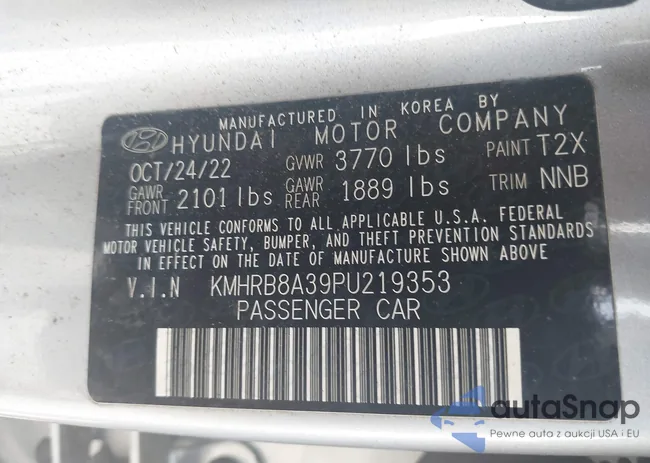 MANUFACTURED IN KOREA BY
HYUNDAI MOTOR COMPANY
OCT/24/22 GVWR 3770 lbs PAINT T2X
GAWR FRONT 2101 lbs GAWR REAR 1889 lbs TRIM NNB
THIS VEHICLE CONFORMS TO ALL APPLICABLE U.S.A. FEDERAL
MOTOR VEHICLE SAFETY, BUMPER, AND THEFT PREVENTION STANDARDS
IN EFFECT ON THE DATE OF MANUFACTURE SHOWN ABOVE
V.I.N KMHRB8A39PU219353
PASSENGER CAR
autaSnap
Pewne auta z aukcji USA i EU